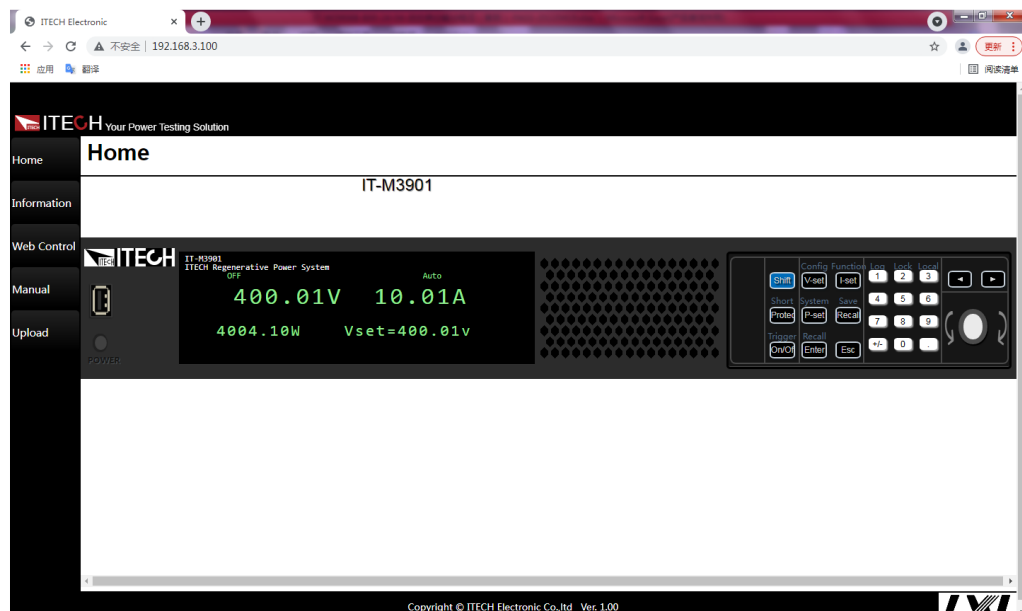 ITECH Electronic
不安全 192.168.3.100
更新
应用 翻译 阅读清单
ITECH Your Power Testing Solution
Home
Information
Web Control
Manual
Upload
Home
IT-M3901
ITECH
IT-M3901
ITECH Regenerative Power System
OFF Auto
400.01V 10.01A
4004.10W Vset=400.01v
POWER
Config Function Log Lock Local
Shift V-set I-set 1 2 3
Short System Save
Protec P-set Recal 4 5 6
7 8 9
Trigger Recall
On/Of Enter Esc +/- 0 .
Copyright © ITECH Electronic Co.,ltd Ver. 1.00
LXI